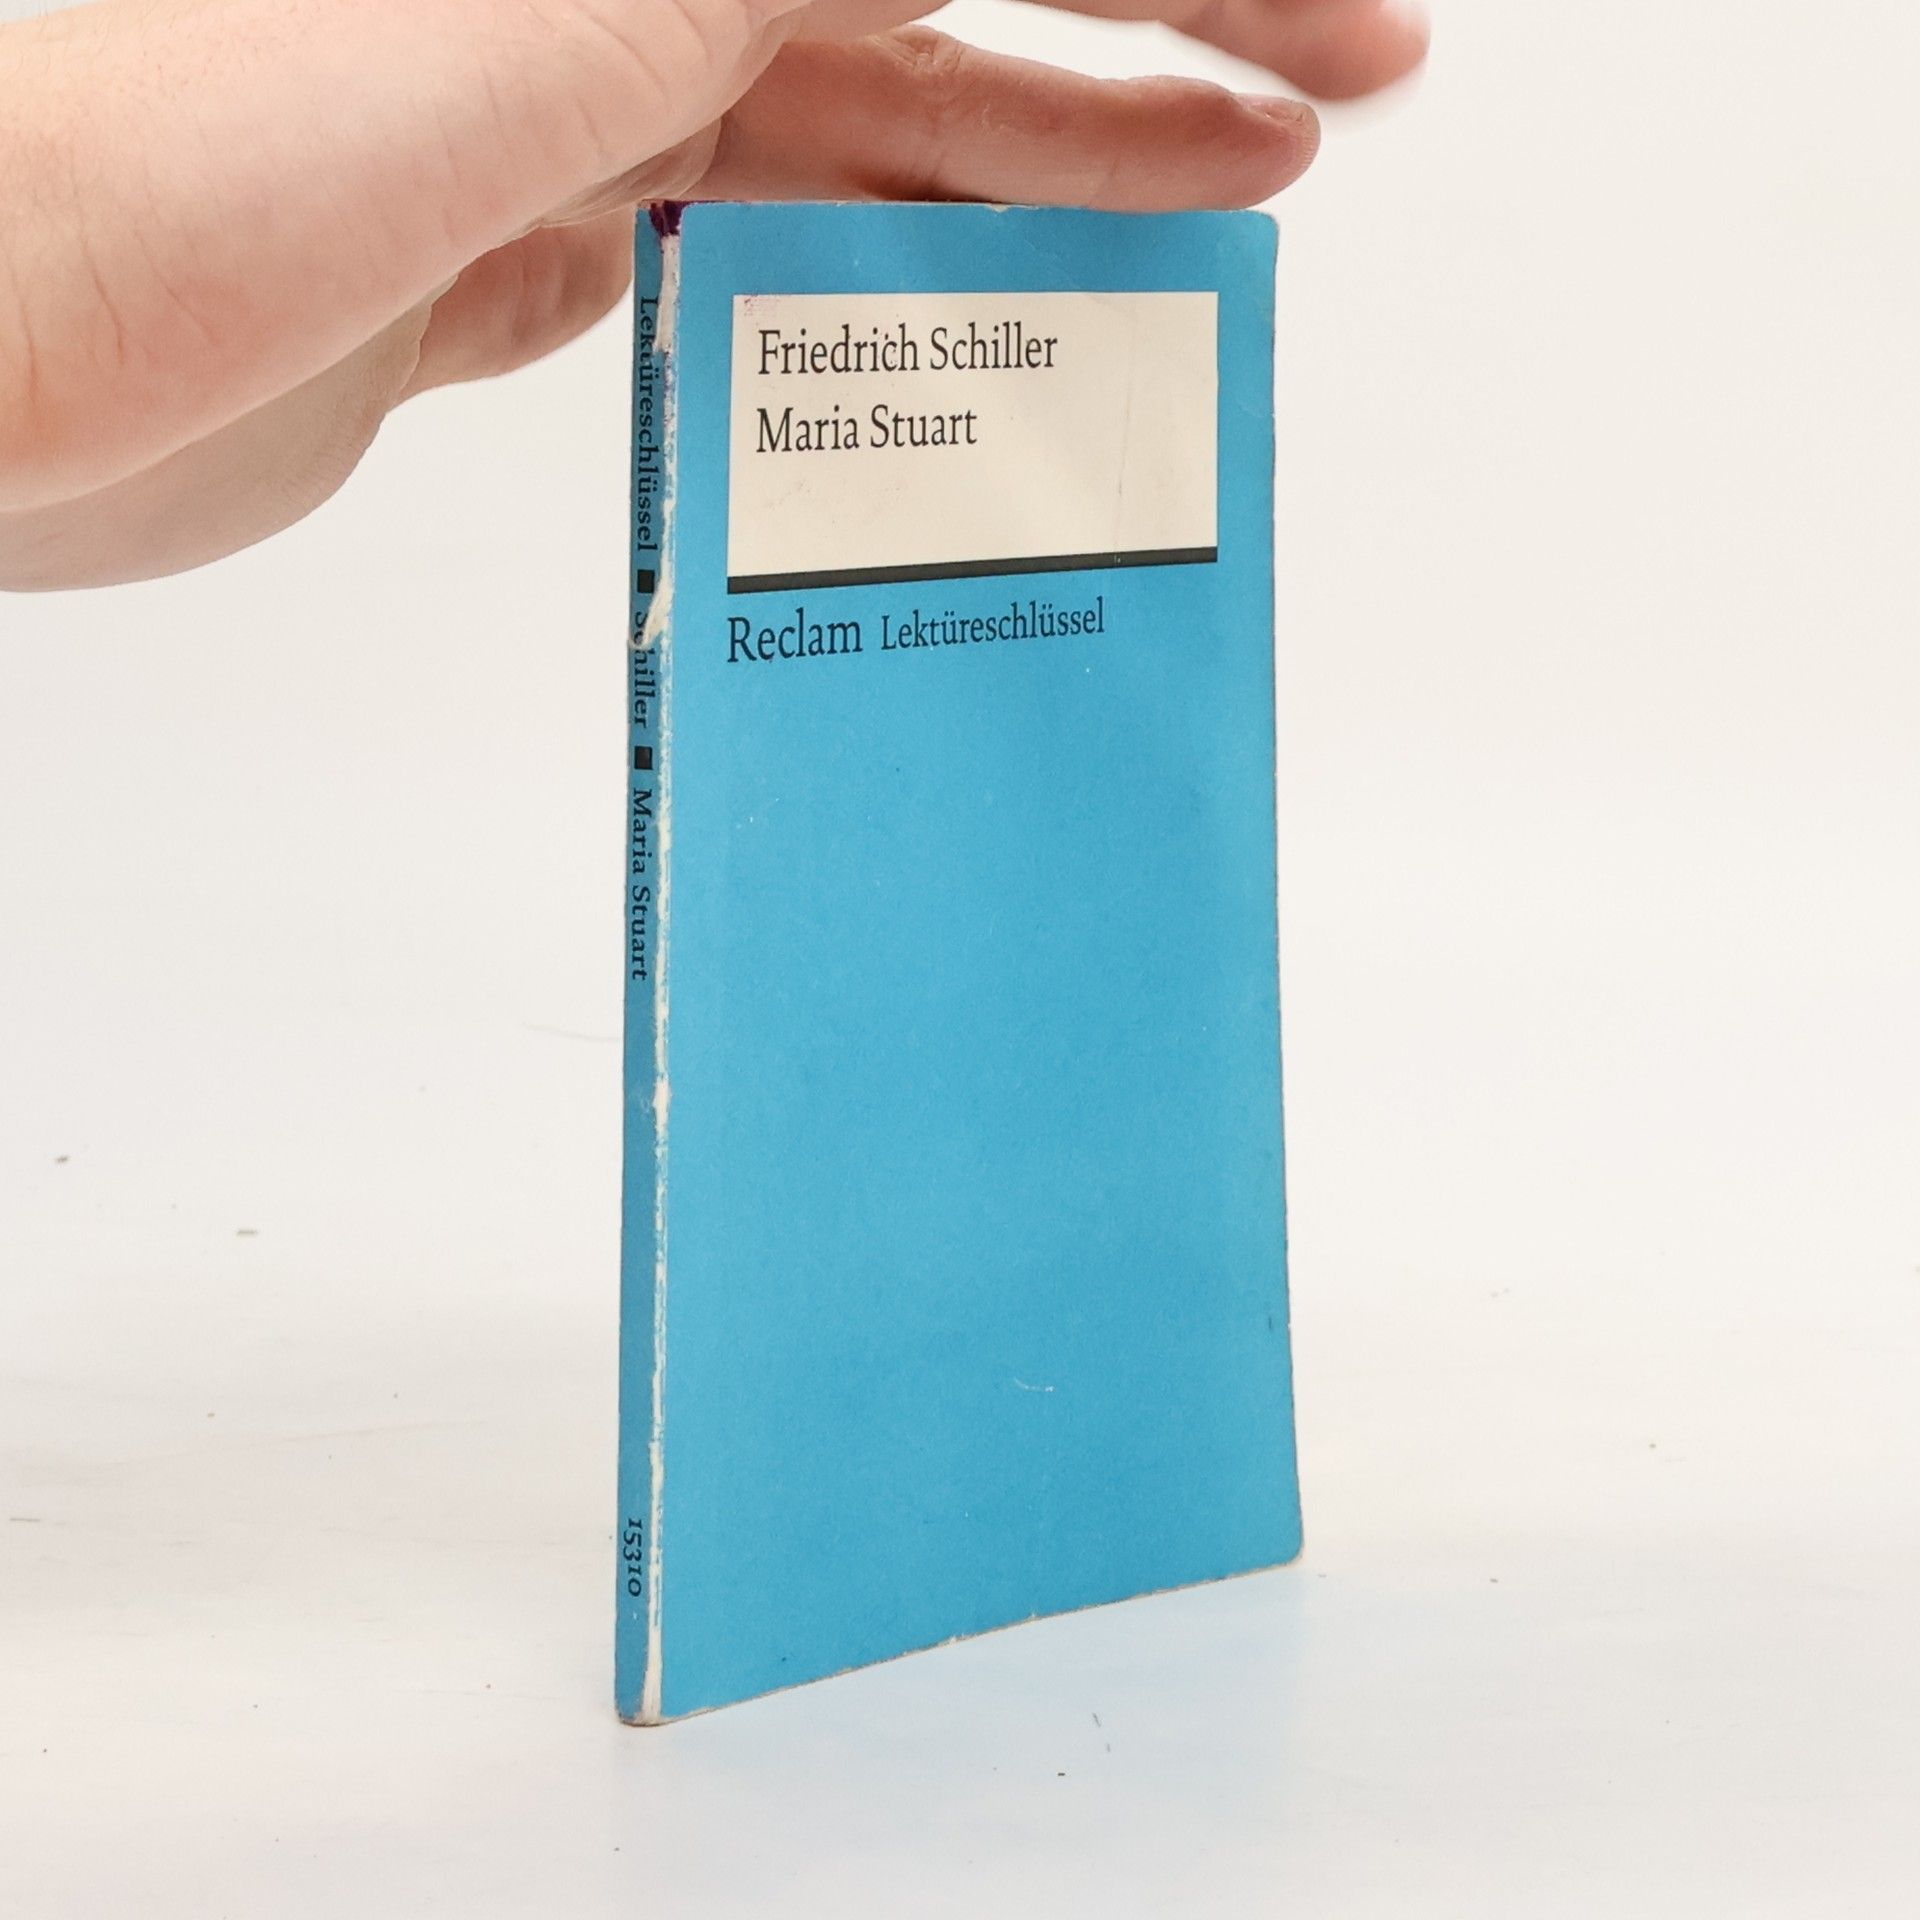 Friedrich Schiller
Maria Stuart
Reclam Lektüreschlüssel
Lektüreschlüssel ■ Schiller ■ Maria Stuart
15310